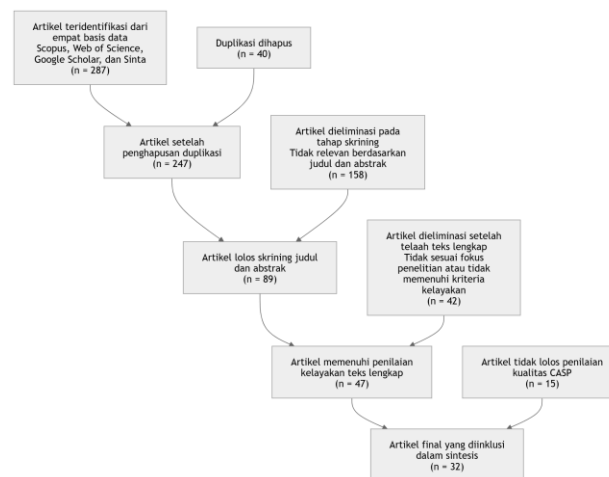 Artikel teridentifikasi dari
empat basis data
Scopus, Web of Science,
Google Scholar, dan Sinta
(n = 287)
Duplikasi dihapus
(n = 40)
Artikel setelah
penghapusan duplikasi
(n = 247)
Artikel dieliminasi pada
tahap skrining
Tidak relevan berdasarkan
judul dan abstrak
(n = 158)
Artikel lolos skrining judul
dan abstrak
(n = 89)
Artikel dieliminasi setelah
telaah teks lengkap
Tidak sesuai fokus
penelitian atau tidak
memenuhi kriteria
kelayakan
(n = 42)
Artikel memenuhi penilaian
kelayakan teks lengkap
(n = 47)
Artikel tidak lolos penilaian
kualitas CASP
(n = 15)
Artikel final yang diinklusi
dalam sintesis
(n = 32)